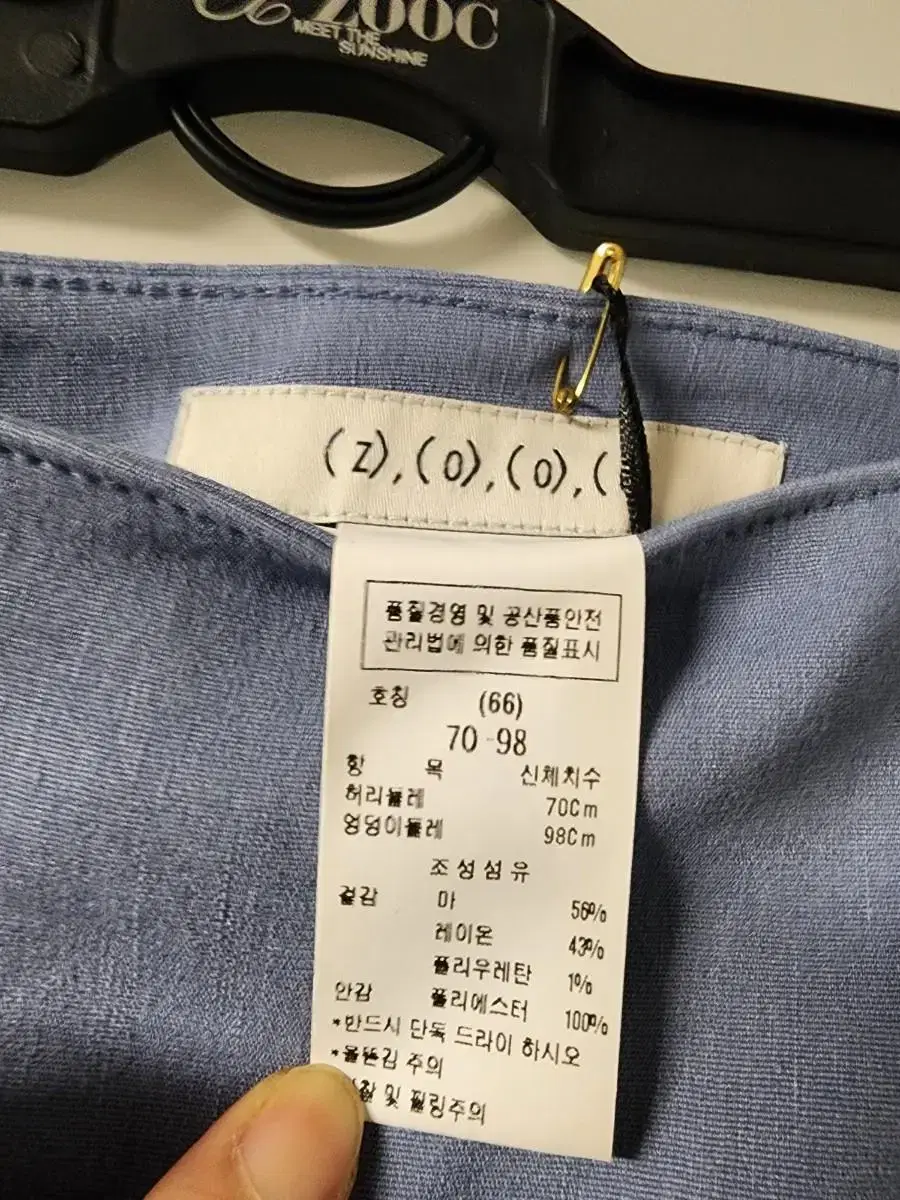 ZOOC
MEET THE
SUNSHINE
(Z),(O),(O),(
품질경영 및 공산품안전
관리법에 의한 품질표시
호칭 (66)
70-98
항 목 신체치수
허리둘레 70Cm
엉덩이둘레 98Cm
조성섬유
겉감 마 56%
레이온 43%
폴리우레탄 1%
안감 폴리에스터 100%
*반드시 단독 드라이 하시오
*올뜯김 주의
및 필링주의